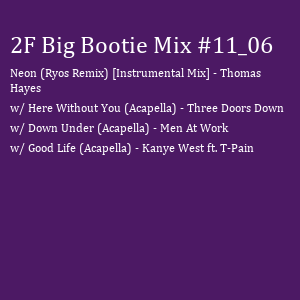 2F Big Bootie Mix #11_06
Neon (Ryos Remix) [Instrumental Mix] - Thomas
Hayes
w/ Here Without You (Acapella) - Three Doors Down
w/ Down Under (Acapella) - Men At Work
w/ Good Life (Acapella) - Kanye West ft. T-Pain